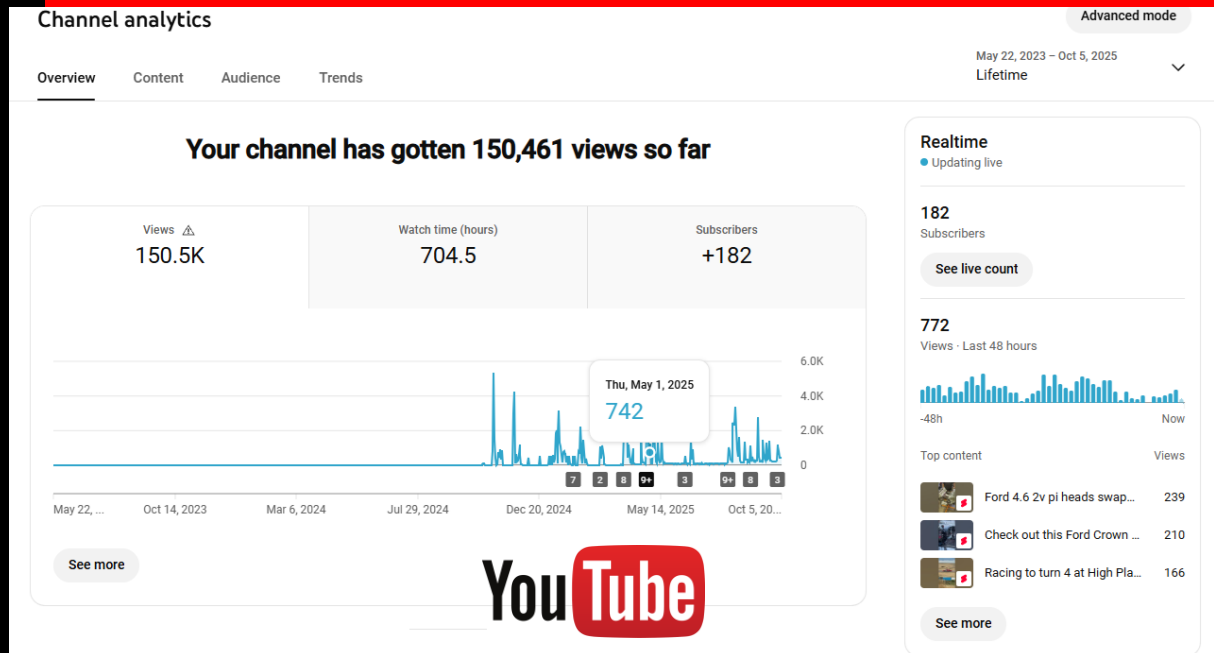 Channel analytics
Advanced mode
May 22, 2023 – Oct 5, 2025
Lifetime
Overview
Content
Audience
Trends
Your channel has gotten 150,461 views so far
Views
150.5K
Watch time (hours)
704.5
Subscribers
+182
6.0K
4.0K
2.0K
0
Thu, May 1, 2025
742
7
2
8
9+
3
9+
8
3
May 22, ...
Oct 14, 2023
Mar 6, 2024
Jul 29, 2024
Dec 20, 2024
May 14, 2025
Oct 5, 20...
See more
YouTube
Realtime
Updating live
182
Subscribers
See live count
772
Views · Last 48 hours
-48h
Now
Top content
Views
Ford 4.6 2v pi heads swap...
239
Check out this Ford Crown ...
210
Racing to turn 4 at High Pla...
166
See more